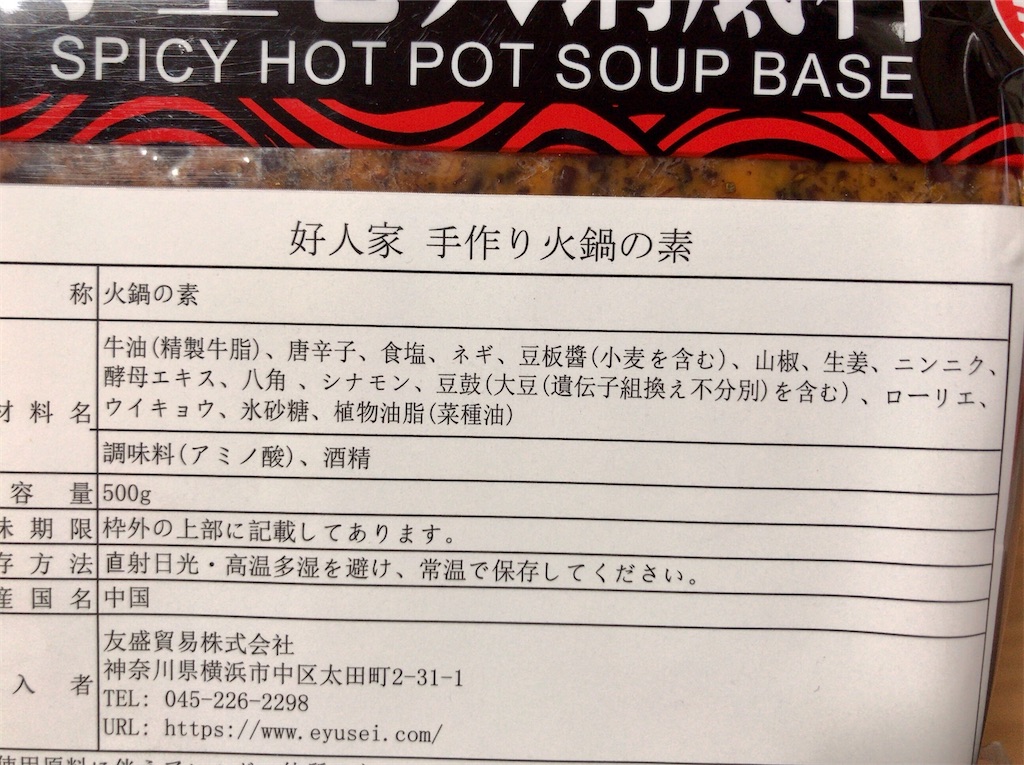 SPICY HOT POT SOUP BASE
好人家 手作り火鍋の素
称 火鍋の素
牛油(精製牛脂)、唐辛子、食塩、ネギ、豆板醬(小麦を含む)、山椒、生姜、ニンニク、
酵母エキス、八角 、シナモン、豆鼓(大豆(遺伝子組換え不分別)を含む) 、ローリエ、
材 料 名 ウイキョウ、氷砂糖、植物油脂(菜種油)
調味料(アミノ酸)、酒精
容 量 500g
味 期 限 枠外の上部に記載してあります。
存 方 法 直射日光・高温多湿を避け、常温で保存してください。
産 国 名 中国
友盛貿易株式会社
神奈川県横浜市中区太田町2-31-1
入 者 TEL: 045-226-2298
URL: https://www.eyusei.com/